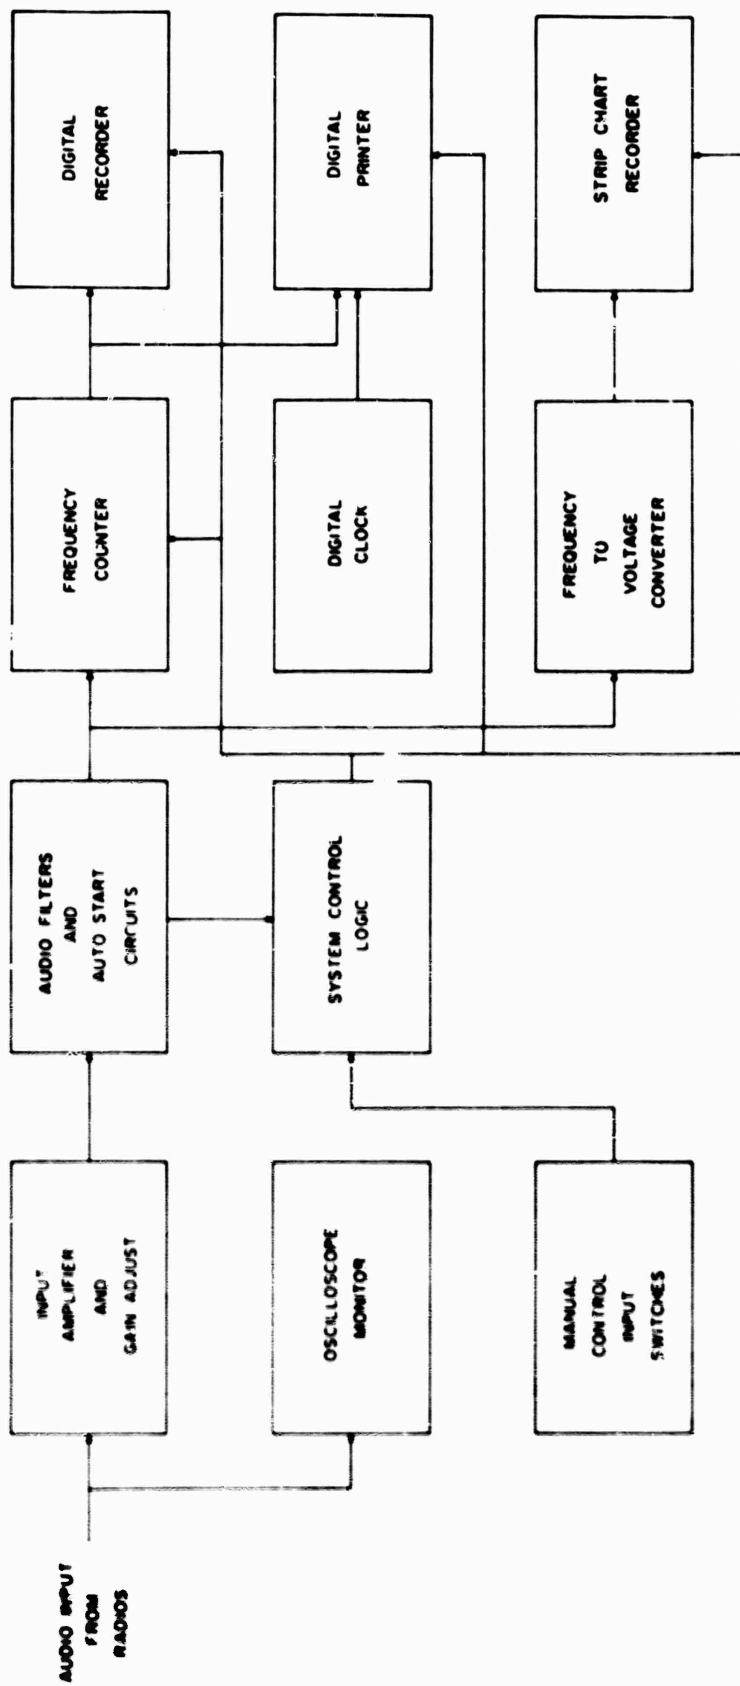 AUDIO INPUT
FROM
RADIOS
INPUT
AMPLIFIER
AND
GAIN ADJUST
AUDIO FILTERS
AND
AUTO START
CIRCUITS
FREQUENCY
COUNTER
DIGITAL
RECORDER
OSCILLOSCOPE
MONITOR
SYSTEM CONTROL
LOGIC
DIGITAL
CLOCK
DIGITAL
PRINTER
MANUAL
CONTROL
INPUT
SWITCHES
FREQUENCY
TO
VOLTAGE
CONVERTER
STRIP CHART
RECORDER